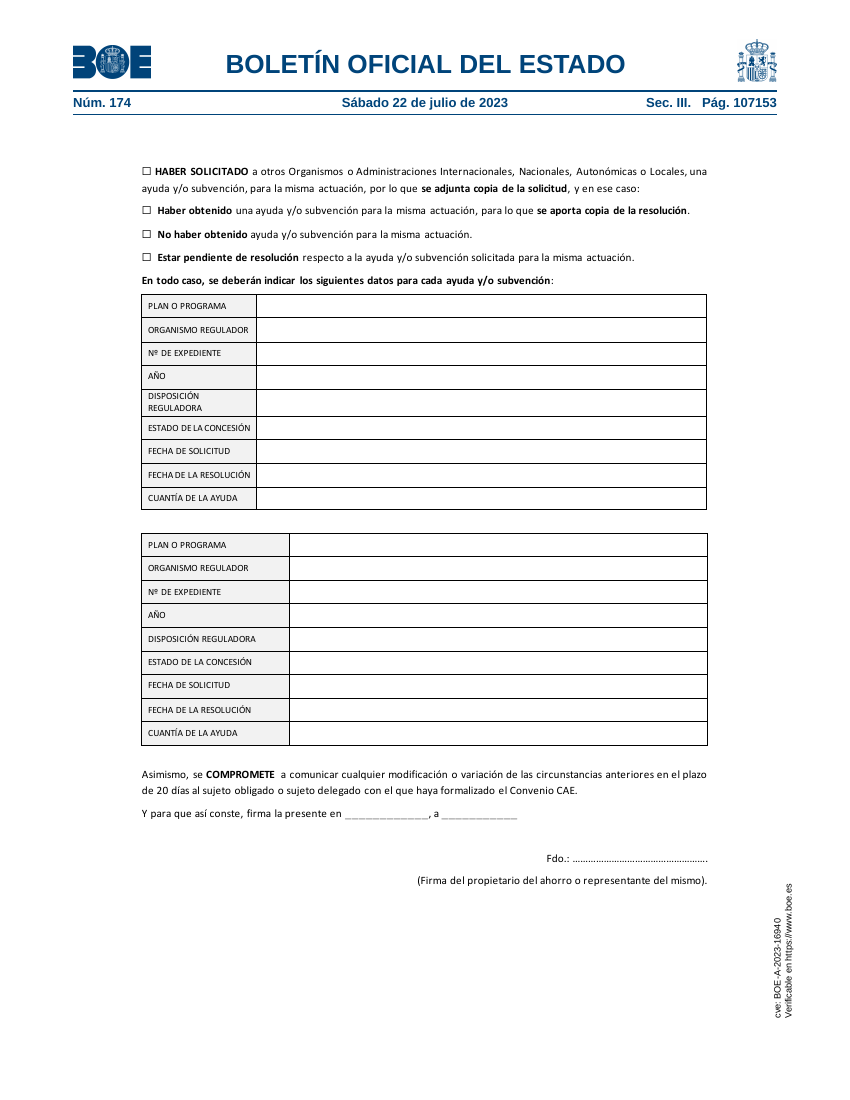 BOE
BOLETÍN OFICIAL DEL ESTADO
Núm. 174
Sábado 22 de julio de 2023
Sec. III. Pág. 107153
☐ HABER SOLICITADO a otros Organismos o Administraciones Internacionales, Nacionales, Autonómicas o Locales, una
ayuda y/o subvención, para la misma actuación, por lo que se adjunta copia de la solicitud, y en ese caso:
☐ Haber obtenido una ayuda y/o subvención para la misma actuación, para lo que se aporta copia de la resolución.
☐ No haber obtenido ayuda y/o subvención para la misma actuación.
☐ Estar pendiente de resolución respecto a la ayuda y/o subvención solicitada para la misma actuación.
En todo caso, se deberán indicar los siguientes datos para cada ayuda y/o subvención:
PLAN O PROGRAMA
ORGANISMO REGULADOR
Nº DE EXPEDIENTE
AÑO
DISPOSICIÓN
REGULADORA
ESTADO DE LA CONCESIÓN
FECHA DE SOLICITUD
FECHA DE LA RESOLUCIÓN
CUANTÍA DE LA AYUDA
PLAN O PROGRAMA
ORGANISMO REGULADOR
Nº DE EXPEDIENTE
AÑO
DISPOSICIÓN REGULADORA
ESTADO DE LA CONCESIÓN
FECHA DE SOLICITUD
FECHA DE LA RESOLUCIÓN
CUANTÍA DE LA AYUDA
Asimismo, se COMPROMETE a comunicar cualquier modificación o variación de las circunstancias anteriores en el plazo
de 20 días al sujeto obligado o sujeto delegado con el que haya formalizado el Convenio CAE.
Y para que así conste, firma la presente en ____________, a ___________
Fdo.: …………………………………………….
(Firma del propietario del ahorro o representante del mismo).
cve: BOE-A-2023-16940
Verificable en https://www.boe.es